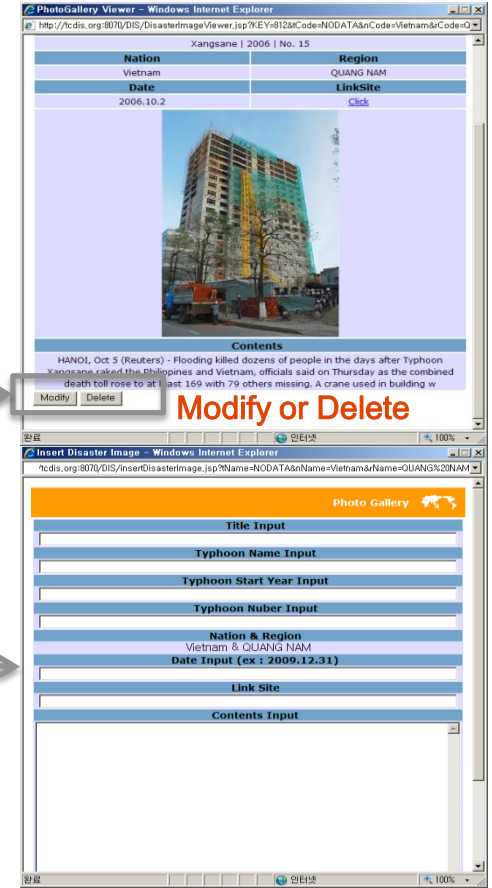 PhotoGallery Viewer - Windows Internet Explorer
http://tcdis,org:8070/DIS/DisasterImageViewer,jsp?KEY=812&tCode=NODATA&nCode=Vietnam&rCode=Q
Xangsane | 2006 | No. 15
Nation Region
Vietnam QUANG NAM
Date LinkSite
2006.10.2 Click
Contents
HANOI, Oct 5 (Reuters) - Flooding killed dozens of people in the days after Typhoon
Xangsane raked the Philippines and Vietnam, officials said on Thursday as the combined
death toll rose to at least 169 with 79 others missing. A crane used in building w
Modify Delete
Modify or Delete
완료 인터넷 100%
Insert Disaster Image - Windows Internet Explorer
tcdis,org:8070/DIS/insertDisasterImage,jsp?tName=NODATA&nName=Vietnam&rName=QUANG%20NAM
Photo Gallery
Title Input
Typhoon Name Input
Typhoon Start Year Input
Typhoon Nuber Input
Nation & Region
Vietnam & QUANG NAM
Date Input (ex : 2009.12.31)
Link Site
Contents Input
완료 인터넷 100%